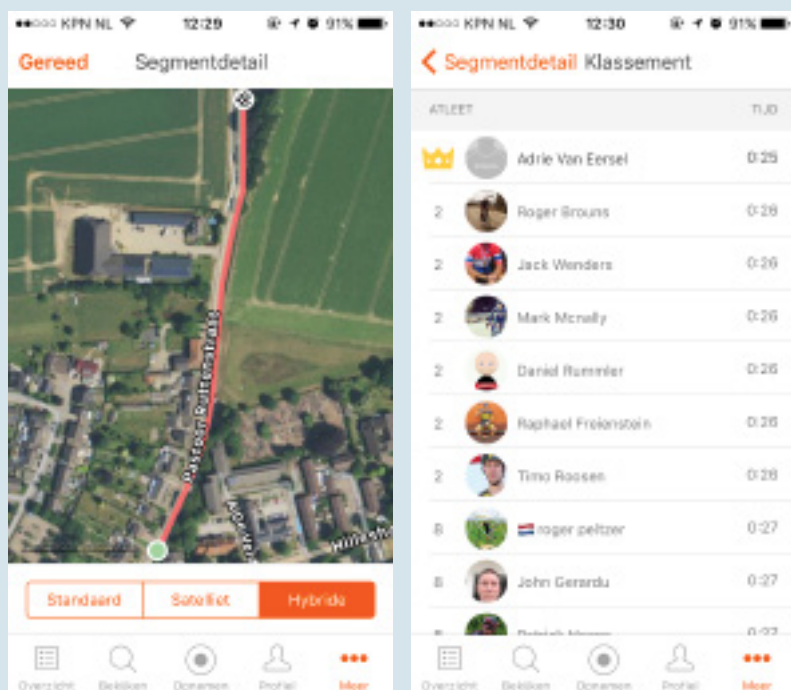 KPN NL 12:29 91%
Gereed Segmentdetail
Pastoor Ruttenstraat
Standaard Satelliet Hybride
Overzicht Bekijken Opnemen Profiel Meer
KPN NL 12:30 91%
Segmentdetail Klassement
ATLEET TIJD
Adrie Van Eersel 0:25
2 Roger Brouns 0:26
2 Jack Wenders 0:26
2 Mark Mcnally 0:26
2 Daniel Rummler 0:26
2 Raphael Freienstein 0:26
2 Timo Roosen 0:26
8 roger peltzer 0:27
8 John Gerardu 0:27
8 0:27
Overzicht Bekijken Opnemen Profiel Meer